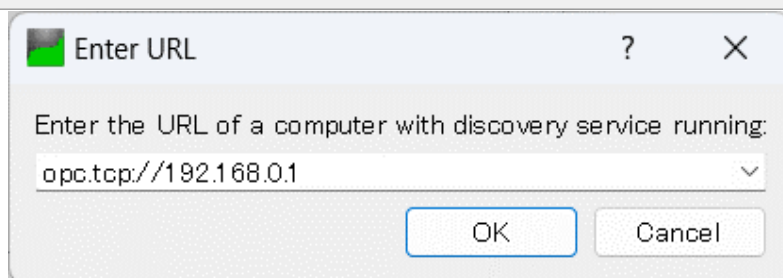 Enter URL
?
Enter the URL of a computer with discovery service running:
opc.tcp://192.168.0.1
OK
Cancel